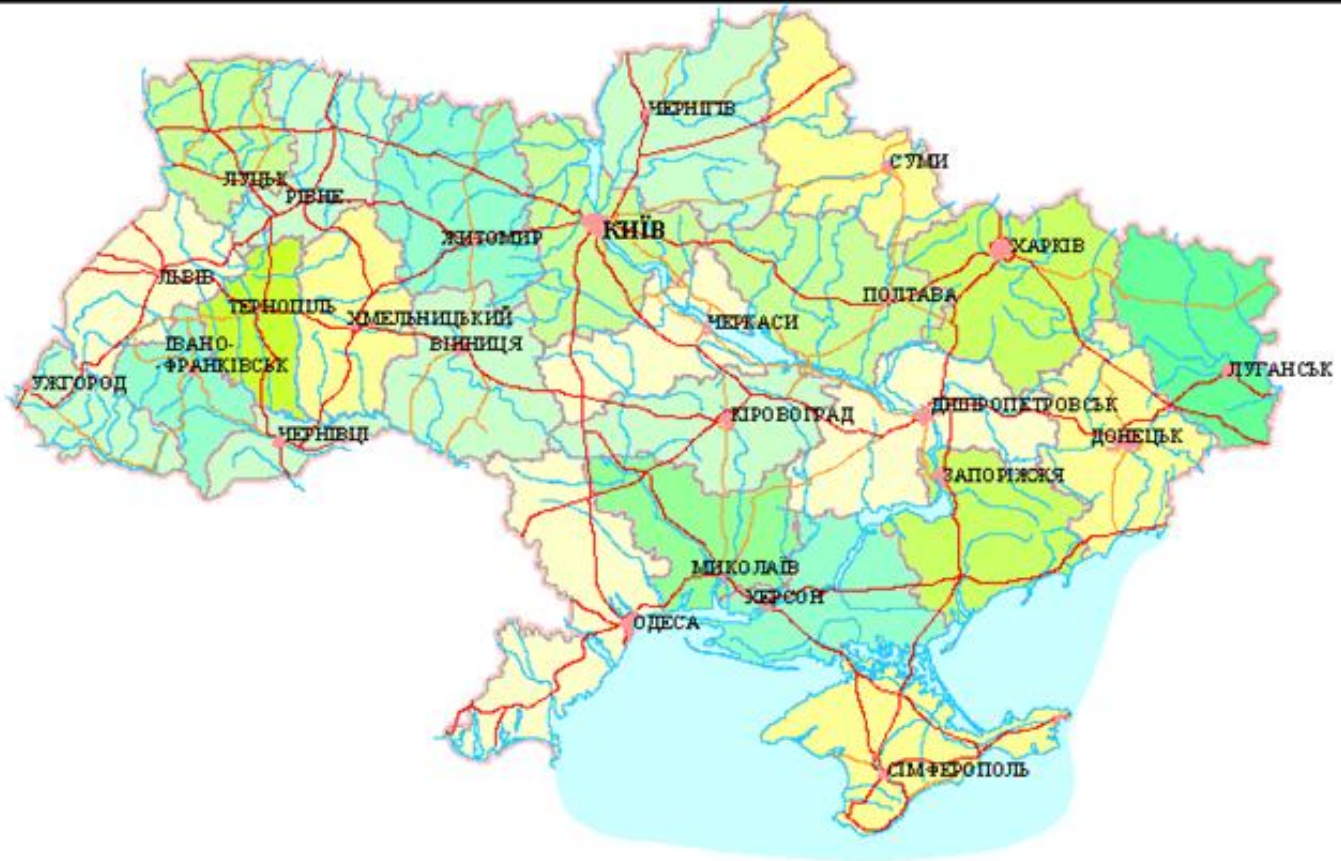 ЧЕРНІГІВ
СУМИ
ЛУЦЬК
РІВНЕ
КИЇВ
ЖИТОМИР
ХАРКІВ
ЛЬВІВ
ТЕРНОПІЛЬ
ПОЛТАВА
ХМЕЛЬНИЦЬКИЙ
ЧЕРКАСИ
ІВАНО-
-ФРАНКІВСЬК
ВІННИЦЯ
УЖГОРОД
ЛУГАНСЬК
КІРОВОГРАД
ДНІПРОПЕТРОВСЬК
ЧЕРНІВЦІ
ДОНЕЦЬК
ЗАПОРІЖЖЯ
МИКОЛАЇВ
ХЕРСОН
ОДЕСА
СІМФЕРОПОЛЬ